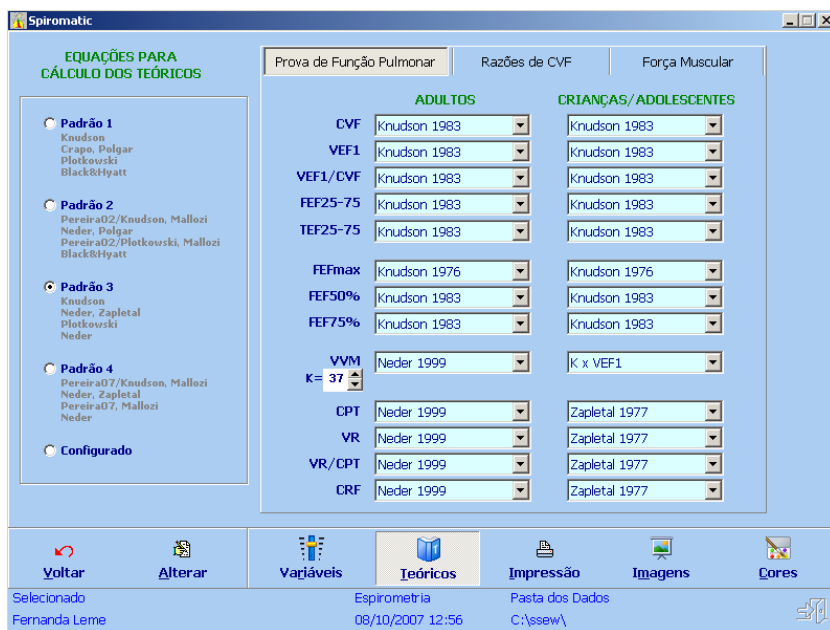 Spiromatic
EQUAÇÕES PARA
CÁLCULO DOS TEÓRICOS
Padrão 1
Knudson
Crapo, Polgar
Plotkowski
Black&Hyatt
Padrão 2
Pereira02/Knudson, Mallozi
Neder, Polgar
Pereira02/Plotkowski, Mallozi
Black&Hyatt
Padrão 3
Knudson
Neder, Zapletal
Plotkowski
Neder
Padrão 4
Pereira07/Knudson, Mallozi
Neder, Zapletal
Pereira07, Mallozi
Neder
Configurado
Prova de Função Pulmonar Razões de CVF Força Muscular
ADULTOS CRIANÇAS/ADOLESCENTES
CVF Knudson 1983 Knudson 1983
VEF1 Knudson 1983 Knudson 1983
VEF1/CVF Knudson 1983 Knudson 1983
FEF25-75 Knudson 1983 Knudson 1983
TEF25-75 Knudson 1983 Knudson 1983
FEFmax Knudson 1976 Knudson 1976
FEF50% Knudson 1983 Knudson 1983
FEF75% Knudson 1983 Knudson 1983
VVM Neder 1999 K x VEF1
K= 37
CPT Neder 1999 Zapletal 1977
VR Neder 1999 Zapletal 1977
VR/CPT Neder 1999 Zapletal 1977
CRF Neder 1999 Zapletal 1977
Voltar Alterar Variáveis Teóricos Impressão Imagens Cores
Selecionado Espirometria Pasta dos Dados
Fernanda Leme 08/10/2007 12:56 C:\ssew\